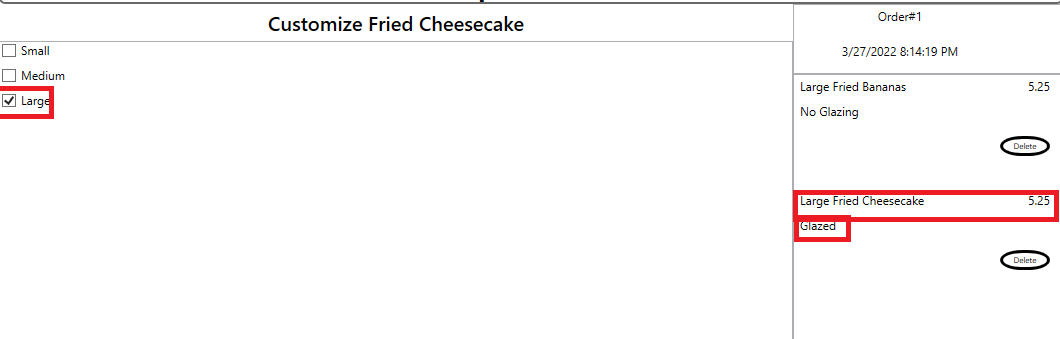 Customize Fried Cheesecake
Small
Medium
Large
Order#1
3/27/2022 8:14:19 PM
Large Fried Bananas 5.25
No Glazing
Delete
Large Fried Cheesecake 5.25
Glazed
Delete